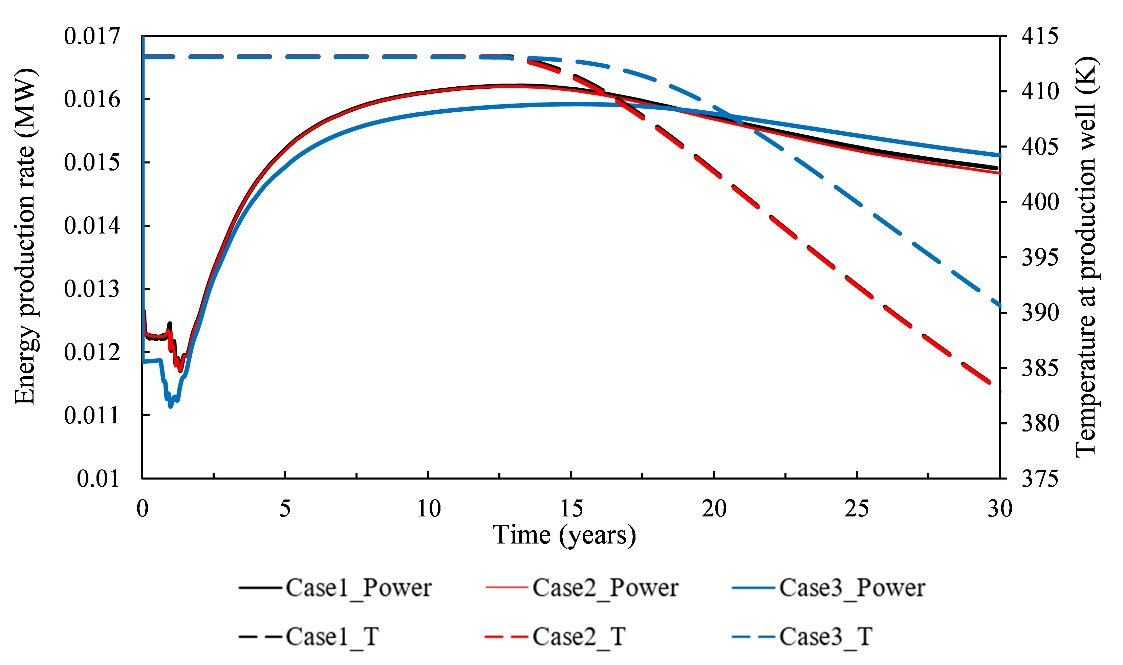 Energy production rate (MW)
0.017
0.016
0.015
0.014
0.013
0.012
0.011
0.01
415
410
405
400
395
390
385
380
375
Temperature at production well (K)
0 5 10 15 20 25 30
Time (years)
Case1_Power Case2_Power Case3_Power
Case1_T Case2_T Case3_T